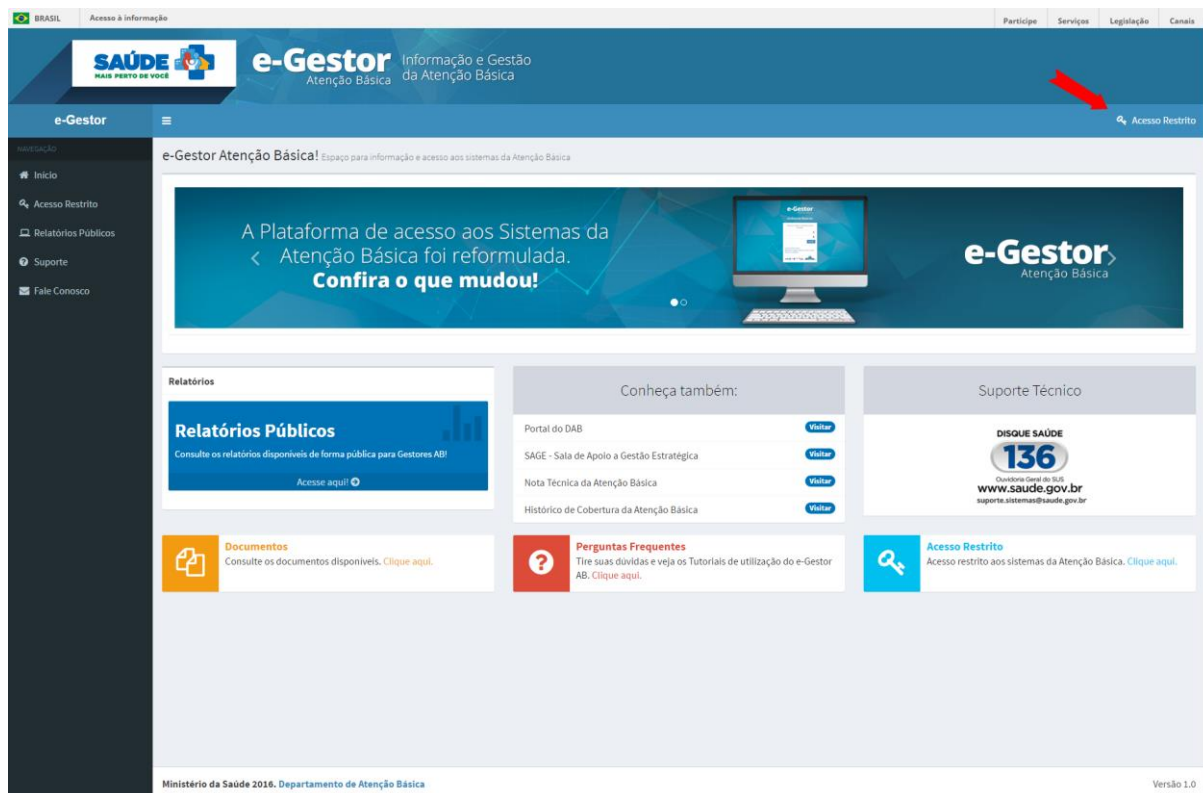 BRASIL
Acesso à informação
Participe
Serviços
Legislação
Canais
SAÚDE
MAIS PERTO DE VOCÊ
e-Gestor
Atenção Básica
Informação e Gestão
da Atenção Básica
e-Gestor
Acesso Restrito
NAVEGAÇÃO
Início
Acesso Restrito
Relatórios Públicos
Suporte
Fale Conosco
e-Gestor Atenção Básica! Espaço para informação e acesso aos sistemas da Atenção Básica
A Plataforma de acesso aos Sistemas da
Atenção Básica foi reformulada.
Confira o que mudou!
e-Gestor
e-Gestor
Atenção Básica
Relatórios
Relatórios Públicos
Consulte os relatórios disponíveis de forma pública para Gestores AB!
Acesse aqui!
Conheça também:
Portal do DAB Visitar
SAGE - Sala de Apoio a Gestão Estratégica Visitar
Nota Técnica da Atenção Básica Visitar
Histórico de Cobertura da Atenção Básica Visitar
Suporte Técnico
DISQUE SAÚDE
136
Ouvidoria Geral do SUS
www.saude.gov.br
suporte.sistemas@saude.gov.br
Documentos
Consulte os documentos disponíveis. Clique aqui.
Perguntas Frequentes
Tire suas dúvidas e veja os Tutoriais de utilização do e-Gestor
AB. Clique aqui.
Acesso Restrito
Acesso restrito aos sistemas da Atenção Básica. Clique aqui.
Ministério da Saúde 2016. Departamento de Atenção Básica
Versão 1.0